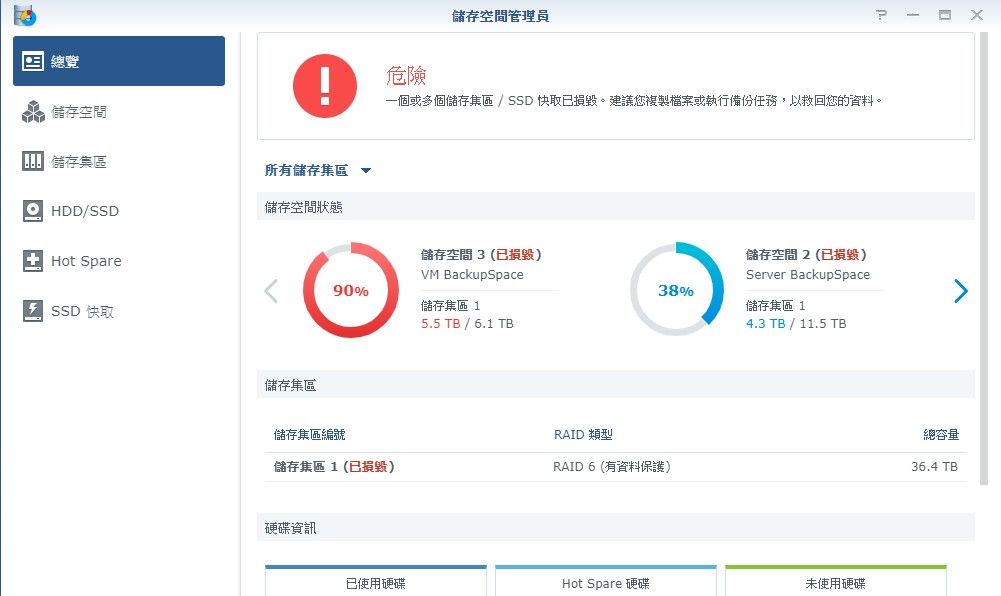 儲存空間管理員
?
總覽
儲存空間
儲存集區
HDD/SSD
Hot Spare
SSD 快取
危險
一個或多個儲存集區 / SSD 快取已損毀。建議您複製檔案或執行備份任務，以救回您的資料。
所有儲存集區
儲存空間狀態
90%
儲存空間 3 (已損毀)
VM BackupSpace
儲存集區 1
5.5 TB / 6.1 TB
38%
儲存空間 2 (已損毀)
Server BackupSpace
儲存集區 1
4.3 TB / 11.5 TB
儲存集區
儲存集區編號 RAID 類型 總容量
儲存集區 1 (已損毀) RAID 6 (有資料保護) 36.4 TB
硬碟資訊
已使用硬碟 Hot Spare 硬碟 未使用硬碟